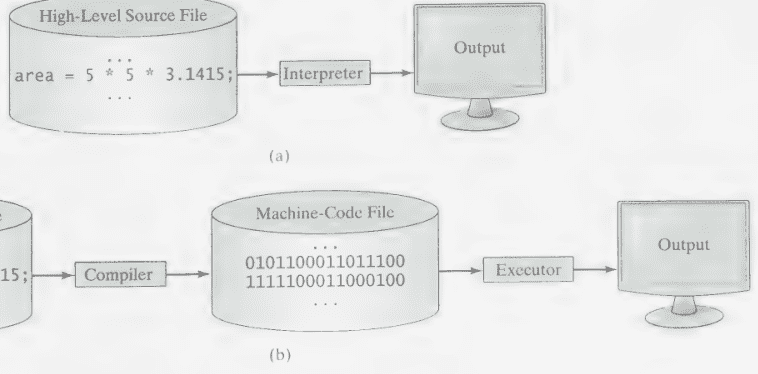 High-Level Source File
...
area = 5 * 5 * 3.1415;
...
Interpreter
Output
(a)
e
15;
Compiler
Machine-Code File
...
0101100011011100
1111100011000100
...
Executor
Output
(b)